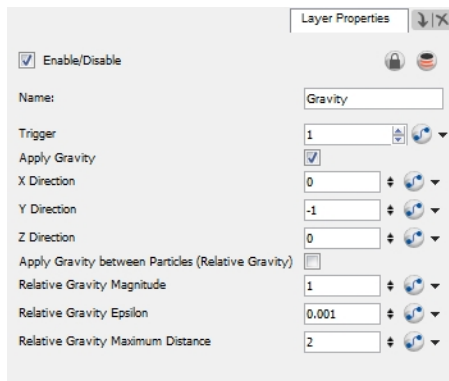 Layer Properties
Enable/Disable
Name: Gravity
Trigger 1
Apply Gravity
X Direction 0
Y Direction -1
Z Direction 0
Apply Gravity between Particles (Relative Gravity)
Relative Gravity Magnitude 1
Relative Gravity Epsilon 0.001
Relative Gravity Maximum Distance 2